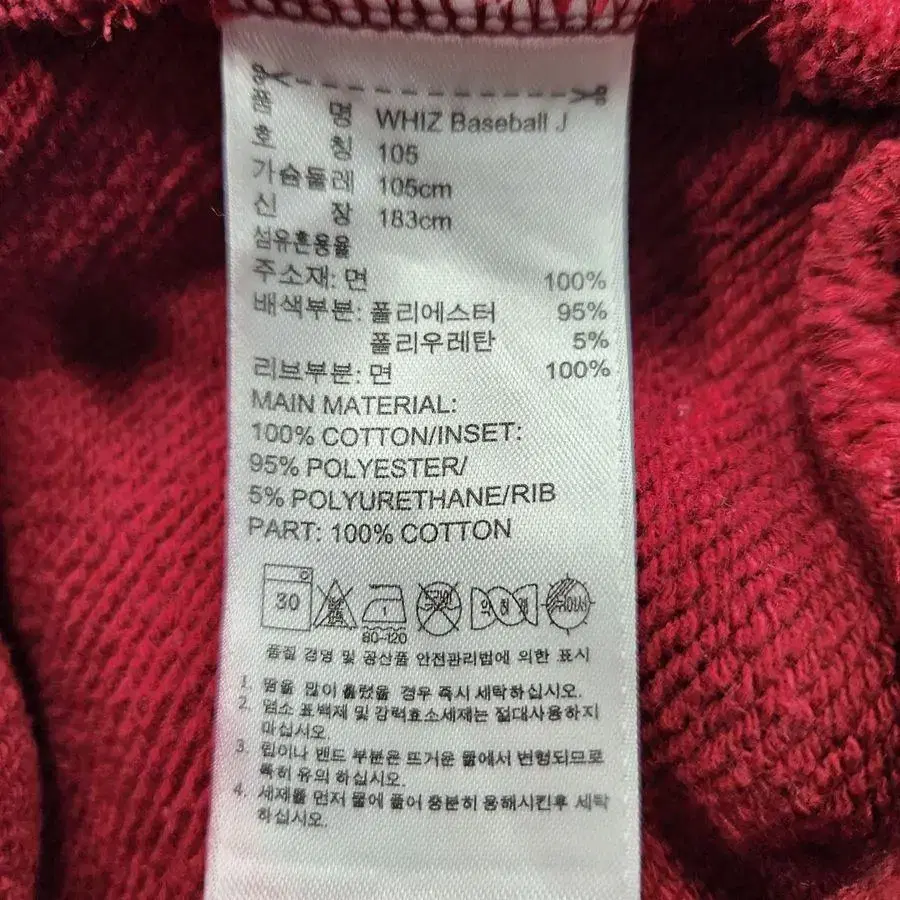 품 명 WHIZ Baseball J
호 칭 105
가슴둘레 105cm
신 장 183cm
섬유혼용율
주소재: 면 100%
배색부분: 폴리에스터 95%
폴리우레탄 5%
리브부분: 면 100%
MAIN MATERIAL:
100% COTTON/INSET:
95% POLYESTER/
5% POLYURETHANE/RIB
PART: 100% COTTON
30
1
80~120
약하게
품질 경영 및 공산품 안전관리법에 의한 표시
1. 땀을 많이 흘렸을 경우 즉시 세탁하십시오.
2. 염소 표백제 및 강력효소세제는 절대사용하지
마십시오.
3. 립이나 밴드 부분은 뜨거운 물에서 변형되므로
특히 유의 하십시오.
4. 세제를 먼저 물에 풀어 충분히 용해시킨후 세탁
하십시오.